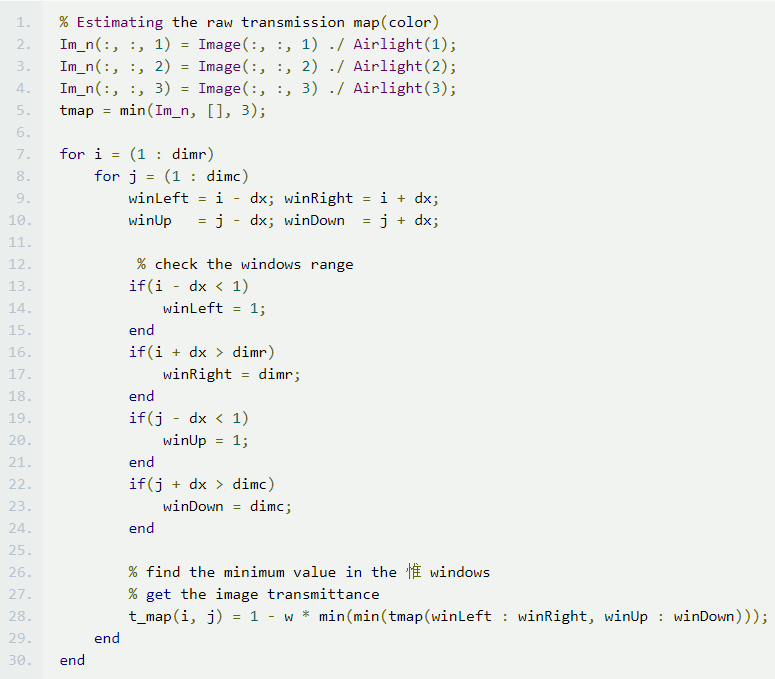 1. % Estimating the raw transmission map(color)
2. Im_n(:, :, 1) = Image(:, :, 1) ./ Airlight(1);
3. Im_n(:, :, 2) = Image(:, :, 2) ./ Airlight(2);
4. Im_n(:, :, 3) = Image(:, :, 3) ./ Airlight(3);
5. tmap = min(Im_n, [], 3);
6.
7. for i = (1 : dimr)
8.     for j = (1 : dimc)
9.         winLeft = i - dx; winRight = i + dx;
10.         winUp   = j - dx; winDown  = j + dx;
11.
12.          % check the windows range
13.         if(i - dx < 1)
14.             winLeft = 1;
15.         end
16.         if(i + dx > dimr)
17.             winRight = dimr;
18.         end
19.         if(j - dx < 1)
20.             winUp = 1;
21.         end
22.         if(j + dx > dimc)
23.             winDown = dimc;
24.         end
25.
26.         % find the minimum value in the 惟 windows
27.         % get the image transmittance
28.         t_map(i, j) = 1 - w * min(min(tmap(winLeft : winRight, winUp : winDown)));
29.     end
30. end